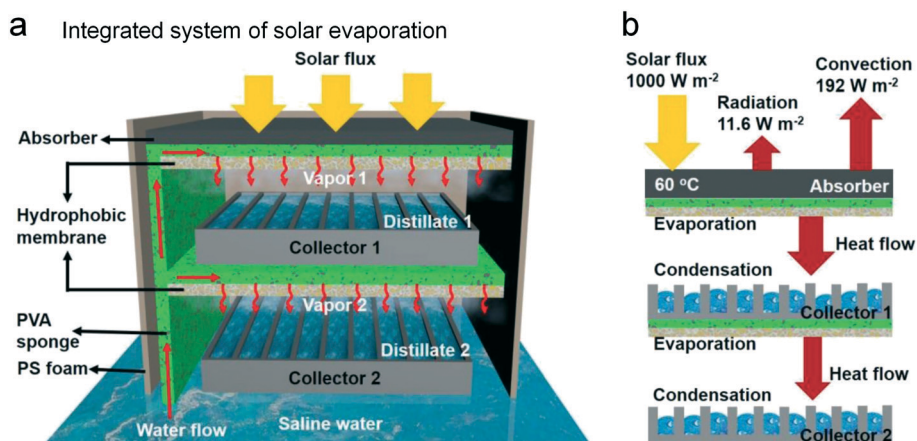 a
Integrated system of solar evaporation
Solar flux
Absorber
Vapor 1
Hydrophobic
membrane
Distillate 1
Collector 1
Vapor 2
PVA
sponge
Distillate 2
PS foam
Collector 2
Water flow
Saline water
b
Solar flux
1000 W m-2
Convection
192 W m-2
Radiation
11.6 W m-2
60 ºC
Absorber
Evaporation
Heat flow
Condensation
Collector 1
Evaporation
Heat flow
Condensation
Collector 2